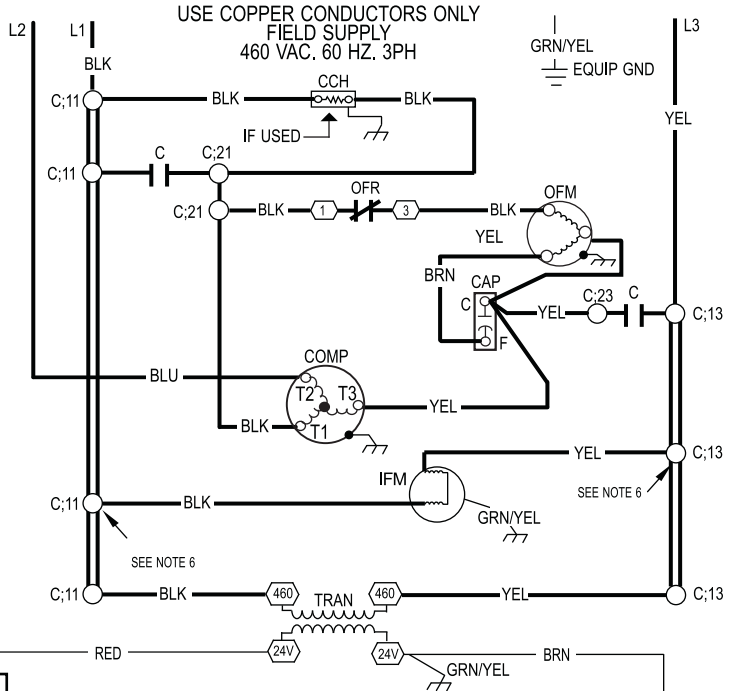 USE COPPER CONDUCTORS ONLY
FIELD SUPPLY
460 VAC. 60 HZ. 3PH
L2
L1
L3
GRN/YEL
EQUIP GND
BLK
YEL
CCH
C;11
BLK
BLK
IF USED
C;11
C
C;21
OFR
OFM
C;21
BLK
1
3
BLK
YEL
BRN
CAP
C
C;23
C
YEL
C;13
F
COMP
BLU
T2
T3
YEL
BLK
T1
YEL
C;13
IFM
SEE NOTE 6
C;11
BLK
GRN/YEL
SEE NOTE 6
C;11
BLK
460
TRAN
460
YEL
C;13
RED
24V
24V
BRN
GRN/YEL